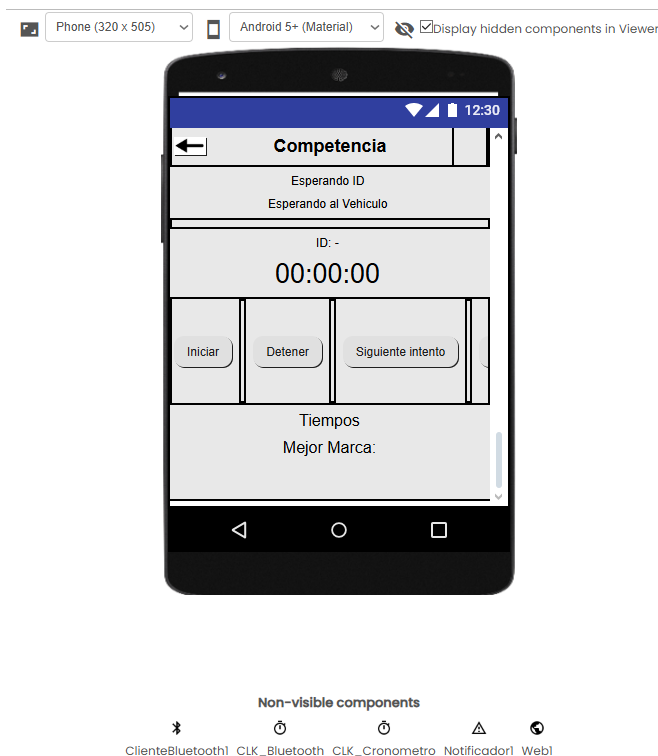 Phone (320 x 505)
Android 5+ (Material)
Display hidden components in Viewer
12:30
Competencia
Esperando ID
Esperando al Vehiculo
ID: -
00:00:00
Iniciar
Detener
Siguiente intento
Tiempos
Mejor Marca:
Non-visible components
ClienteBluetooth1
CLK_Bluetooth
CLK_Cronometro
Notificador1
Web1